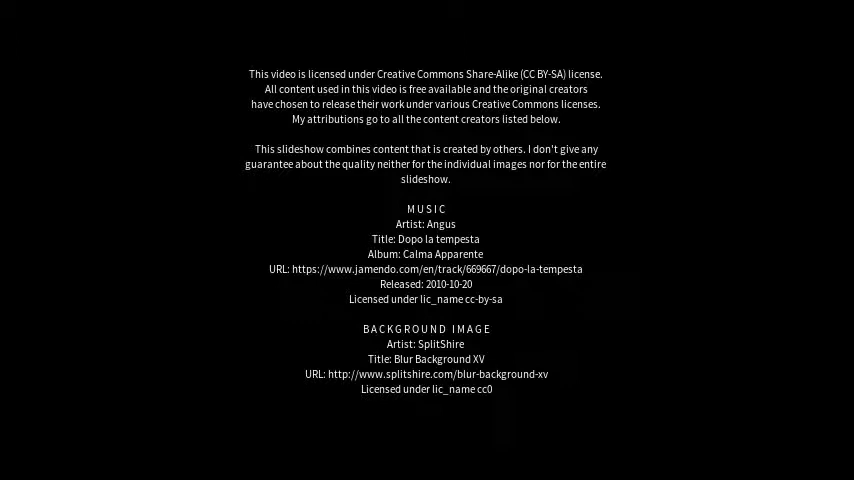 This video is licensed under Creative Commons Share-Alike (CC BY-SA) license.
All content used in this video is free available and the original creators
have chosen to release their work under various Creative Commons licenses.
My attributions go to all the content creators listed below.
This slideshow combines content that is created by others. I don't give any
guarantee about the quality neither for the individual images nor for the entire
slideshow.
M U S I C
Artist: Angus
Title: Dopo la tempesta
Album: Calma Apparente
URL: https://www.jamendo.com/en/track/669667/dopo-la-tempesta
Released: 2010-10-20
Licensed under lic_name cc-by-sa
B A C K G R O U N D   I M A G E
Artist: SplitShire
Title: Blur Background XV
URL: http://www.splitshire.com/blur-background-xv
Licensed under lic_name cc0